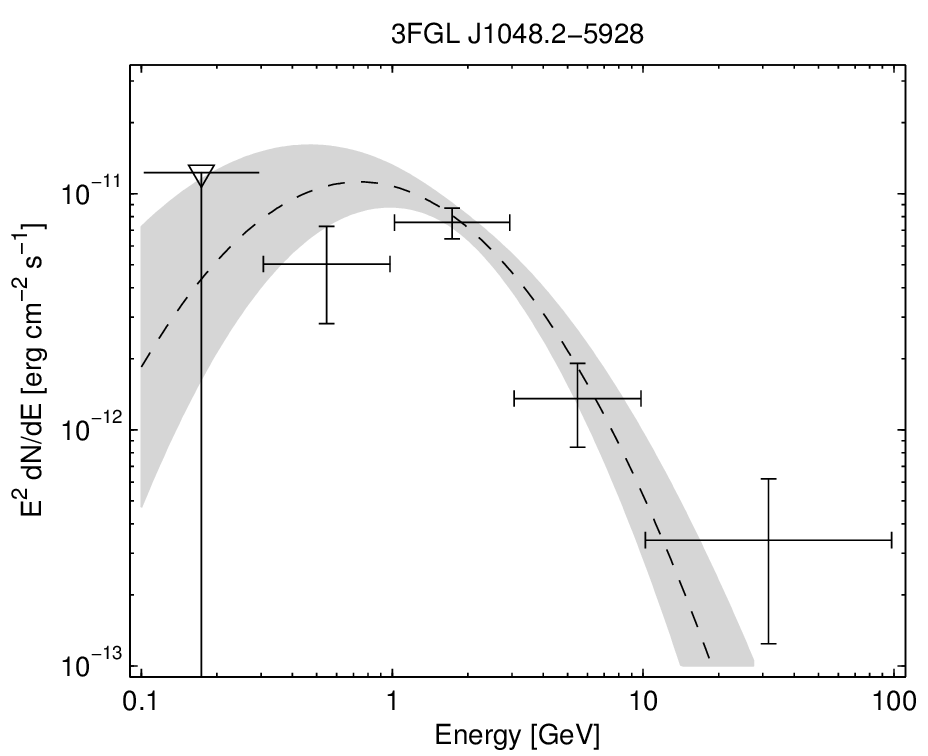 3FGL J1048.2−5928
10⁻¹¹
10⁻¹²
10⁻¹³
E² dN/dE [erg cm⁻² s⁻¹]
0.1 1 10 100
Energy [GeV]